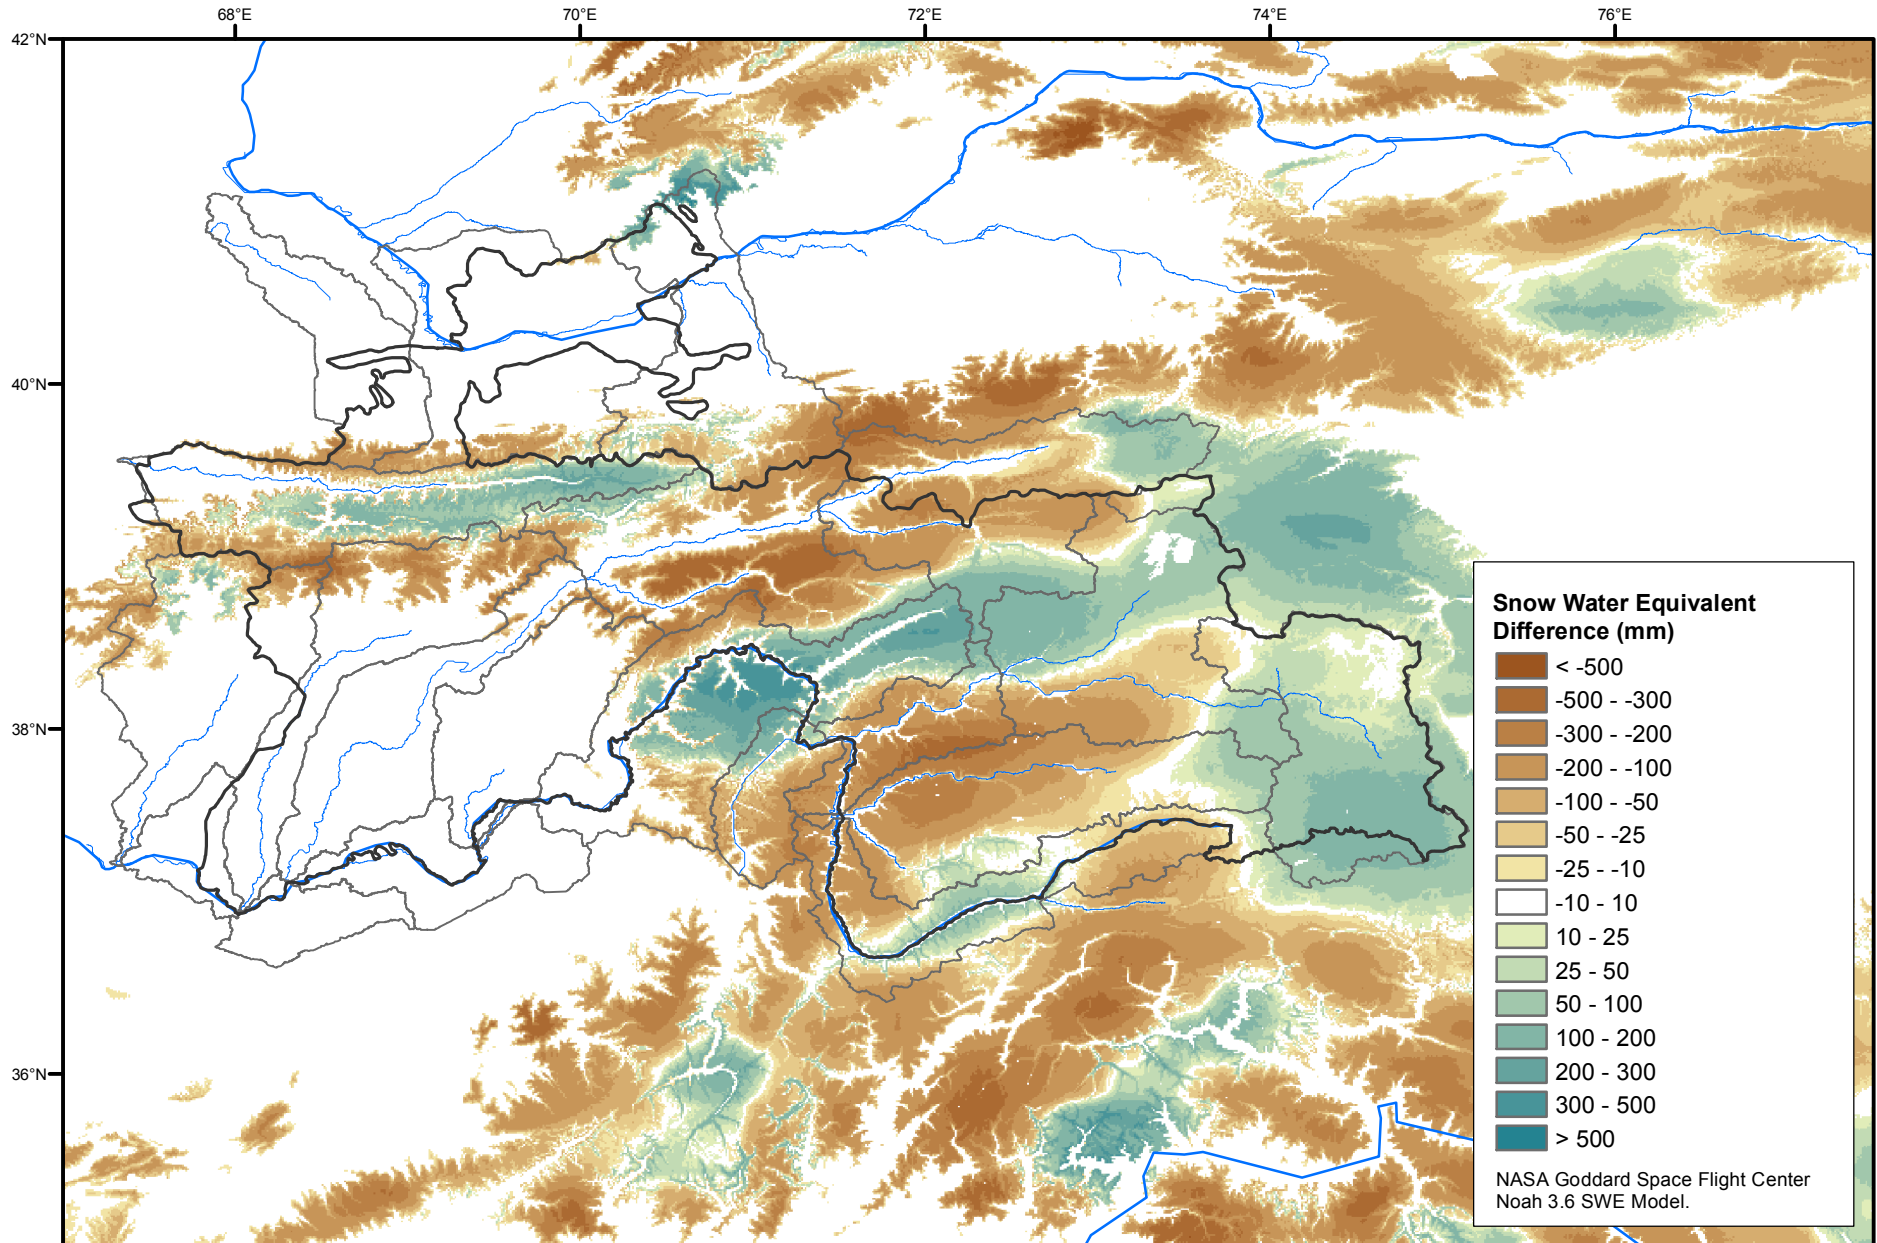 68°E
70°E
72°E
74°E
76°E
42°N
40°N
38°N
36°N
Snow Water Equivalent
Difference (mm)
< -500
-500 - -300
-300 - -200
-200 - -100
-100 - -50
-50 - -25
-25 - -10
-10 - 10
10 - 25
25 - 50
50 - 100
100 - 200
200 - 300
300 - 500
> 500
NASA Goddard Space Flight Center
Noah 3.6 SWE Model.